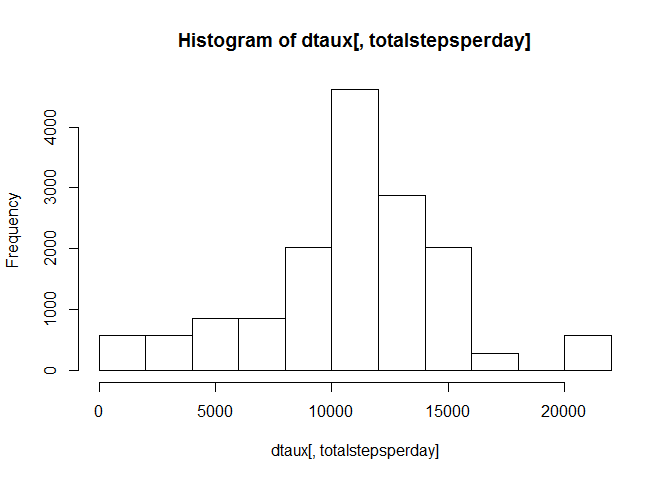 Histogram of dtaux[, totalstepsperday]
Frequency
4000
3000
2000
1000
0
0 5000 10000 15000 20000
dtaux[, totalstepsperday]